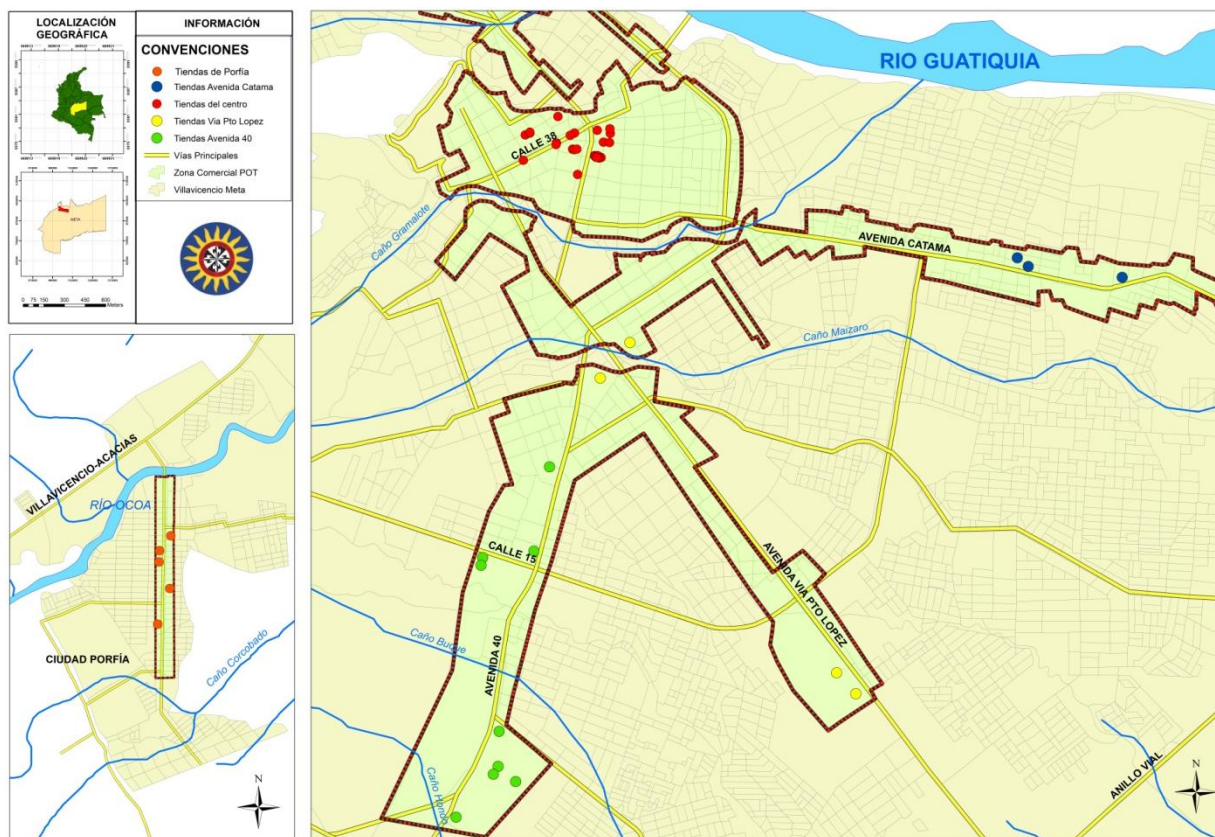 LOCALIZACIÓN
GEOGRÁFICA
META
0 75 150 300 450 600
Meters
INFORMACIÓN
CONVENCIONES
Tiendas de Porfía
Tiendas Avenida Catama
Tiendas del centro
Tiendas Via Pto Lopez
Tiendas Avenida 40
Vías Principales
Zona Comercial POT
Villavicencio Meta
VILLAVICENCIO-ACACIAS
RÍO-OCOA
CIUDAD PORFÍA
Caño Corcobado
N
RIO GUATIQUIA
CALLE 38
Caño Gramalote
AVENIDA CATAMA
Caño Maizaro
CALLE 15
AVENIDA VIA PTO LOPEZ
Caño Buque
AVENIDA 40
Caño Hondo
ANILLO VIAL
N